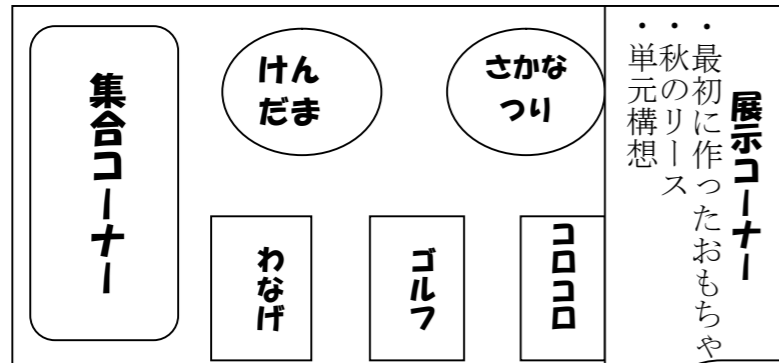 集合コーナー
けん
だま
さかな
つり
わなげ
ゴルフ
コロコロ
展示コーナー
・最初に作ったおもちゃ
・秋のリース
・単元構想